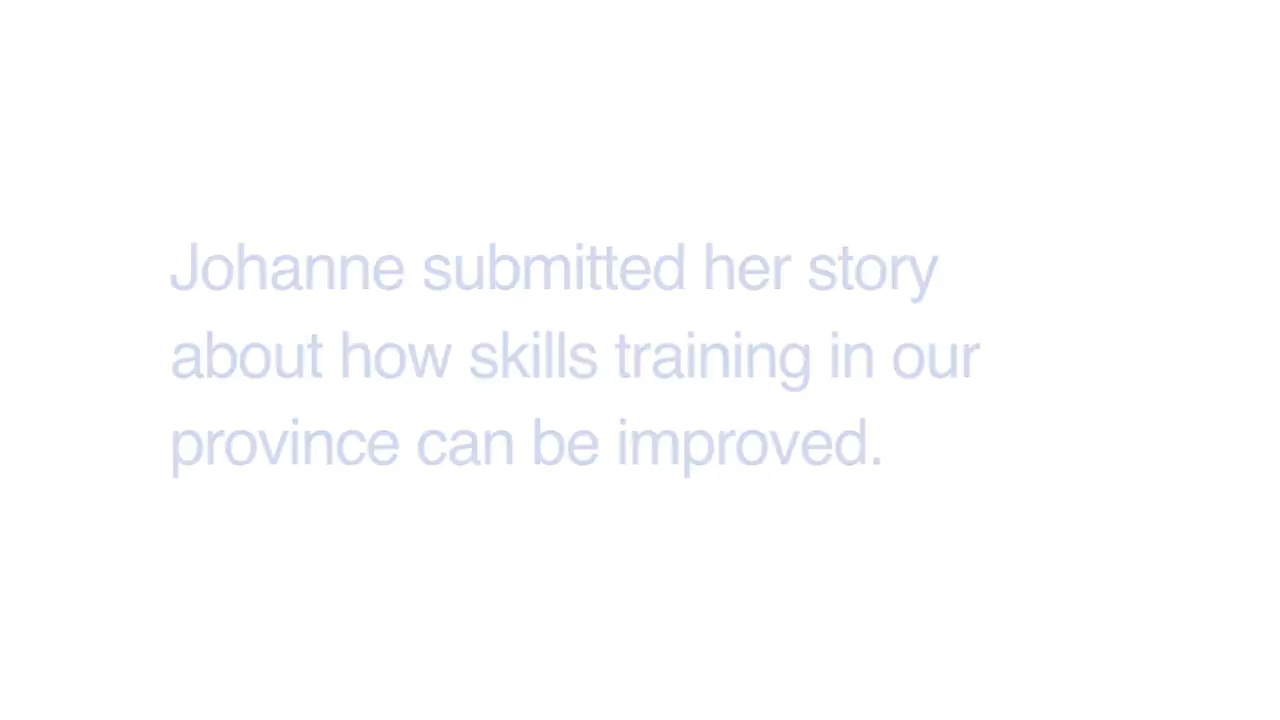 Johanne submitted her story
about how skills training in our
province can be improved.